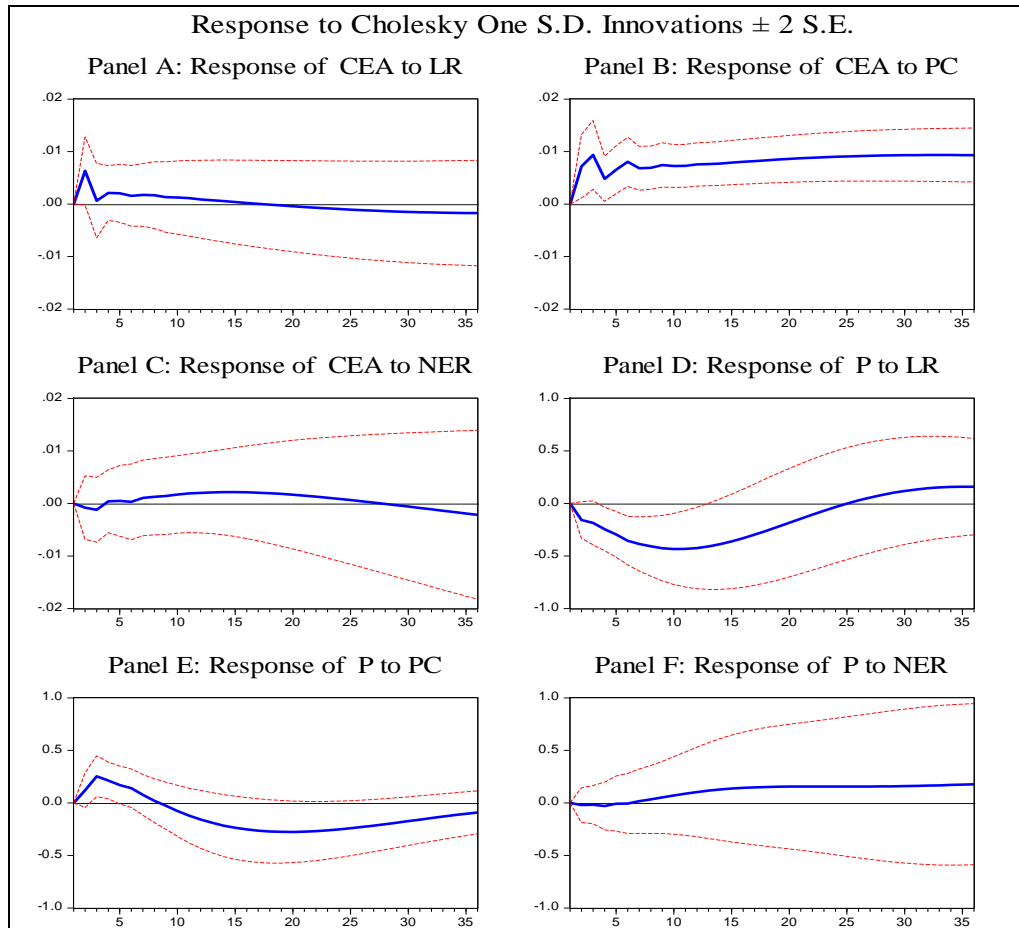 Response to Cholesky One S.D. Innovations ± 2 S.E.
Panel A: Response of CEA to LR
Panel B: Response of CEA to PC
.02
.01
.00
-.01
-.02
5 10 15 20 25 30 35
.02
.01
.00
-.01
-.02
5 10 15 20 25 30 35
Panel C: Response of CEA to NER
Panel D: Response of P to LR
.02
.01
.00
-.01
-.02
5 10 15 20 25 30 35
1.0
0.5
0.0
-0.5
-1.0
5 10 15 20 25 30 35
Panel E: Response of P to PC
Panel F: Response of P to NER
1.0
0.5
0.0
-0.5
-1.0
5 10 15 20 25 30 35
1.0
0.5
0.0
-0.5
-1.0
5 10 15 20 25 30 35